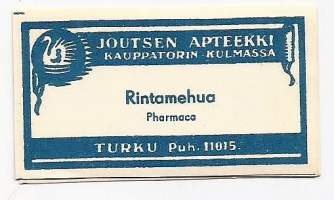 JOUTSEN APTEEKKI
KAUPPATORIN KULMASSA
Rintamehua
Pharmaca
TURKU Puh. 11015.